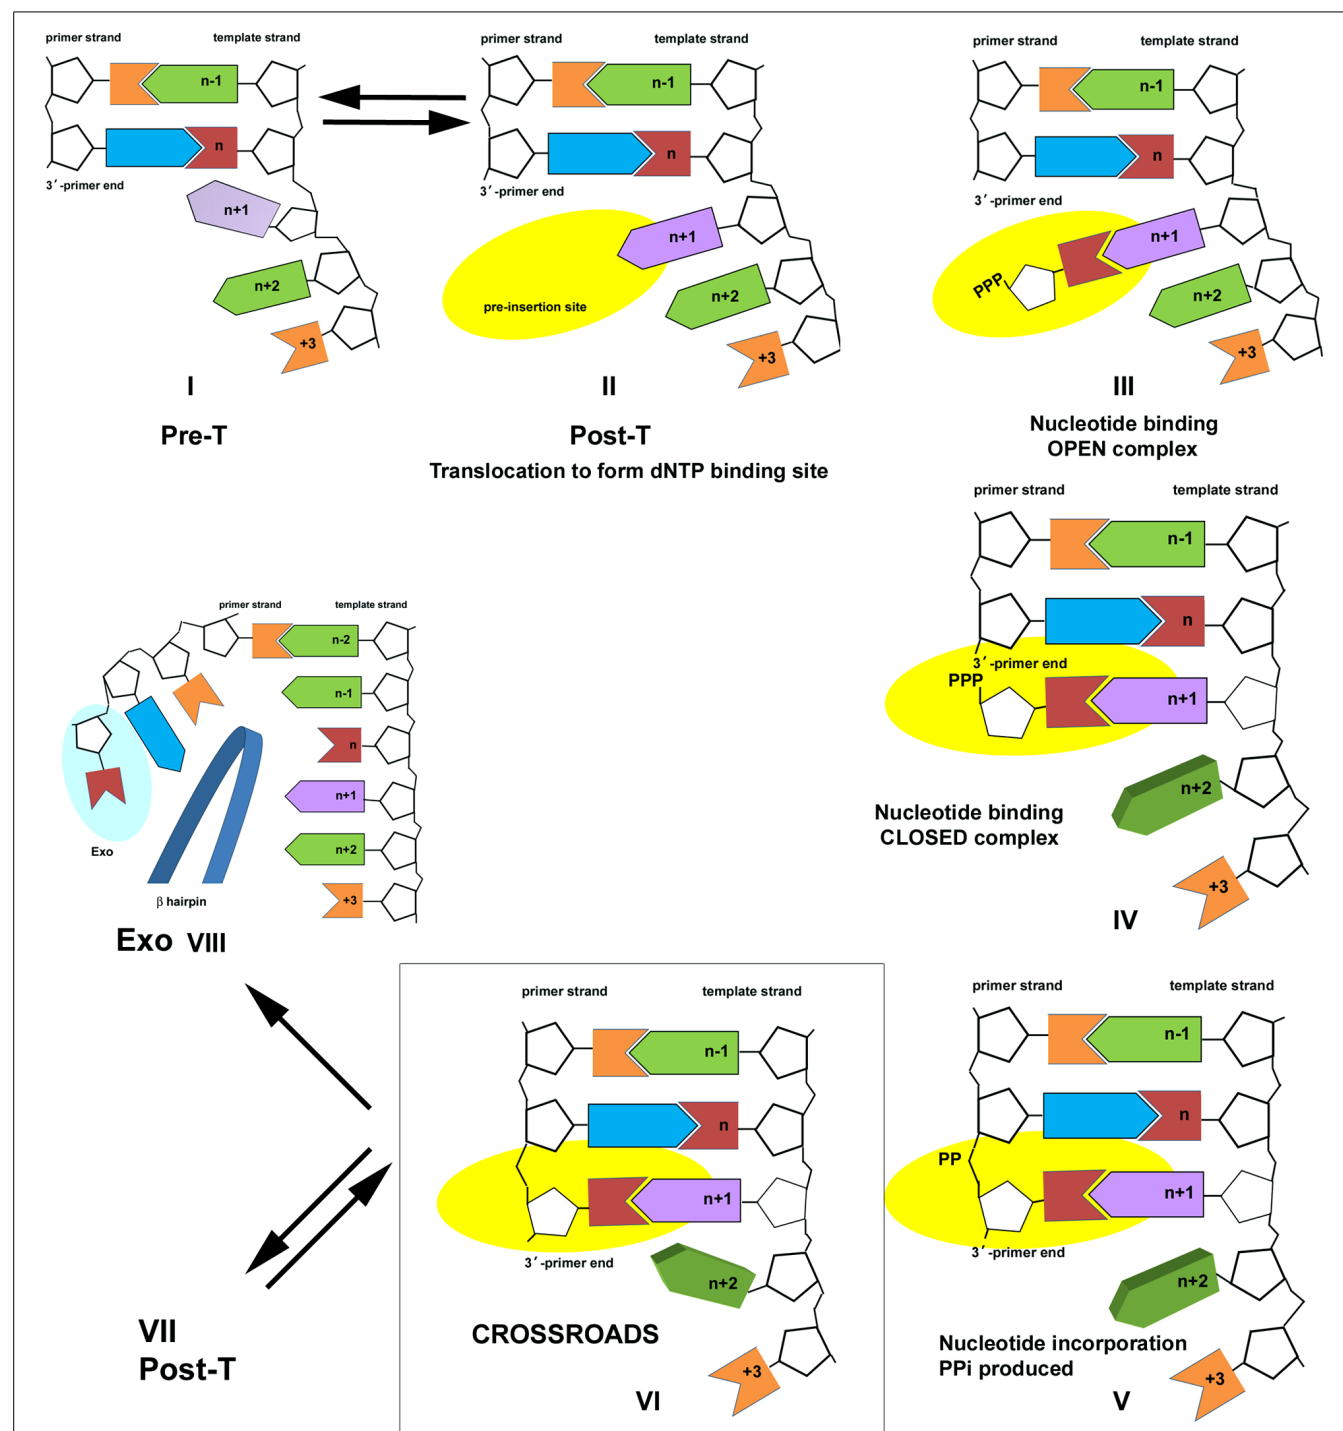 primer strand
template strand
n-1
n
3´-primer end
n+1
n+2
+3
I
Pre-T
primer strand
template strand
n-1
n
3´-primer end
n+1
pre-insertion site
n+2
+3
II
Post-T
Translocation to form dNTP binding site
primer strand
template strand
n-1
n
3´-primer end
n+1
PPP
n+2
+3
III
Nucleotide binding
OPEN complex
primer strand
template strand
n-1
n
3´-primer end
PPP
n+1
n+2
Nucleotide binding
CLOSED complex
+3
IV
primer strand
template strand
n-1
n
PP
n+1
3´-primer end
n+2
Nucleotide incorporation
PPi produced
+3
V
primer strand
template strand
n-1
n
n+1
3´-primer end
n+2
CROSSROADS
+3
VI
VII
Post-T
primer strand
template strand
n-2
n-1
n
n+1
n+2
+3
Exo
β hairpin
Exo VIII